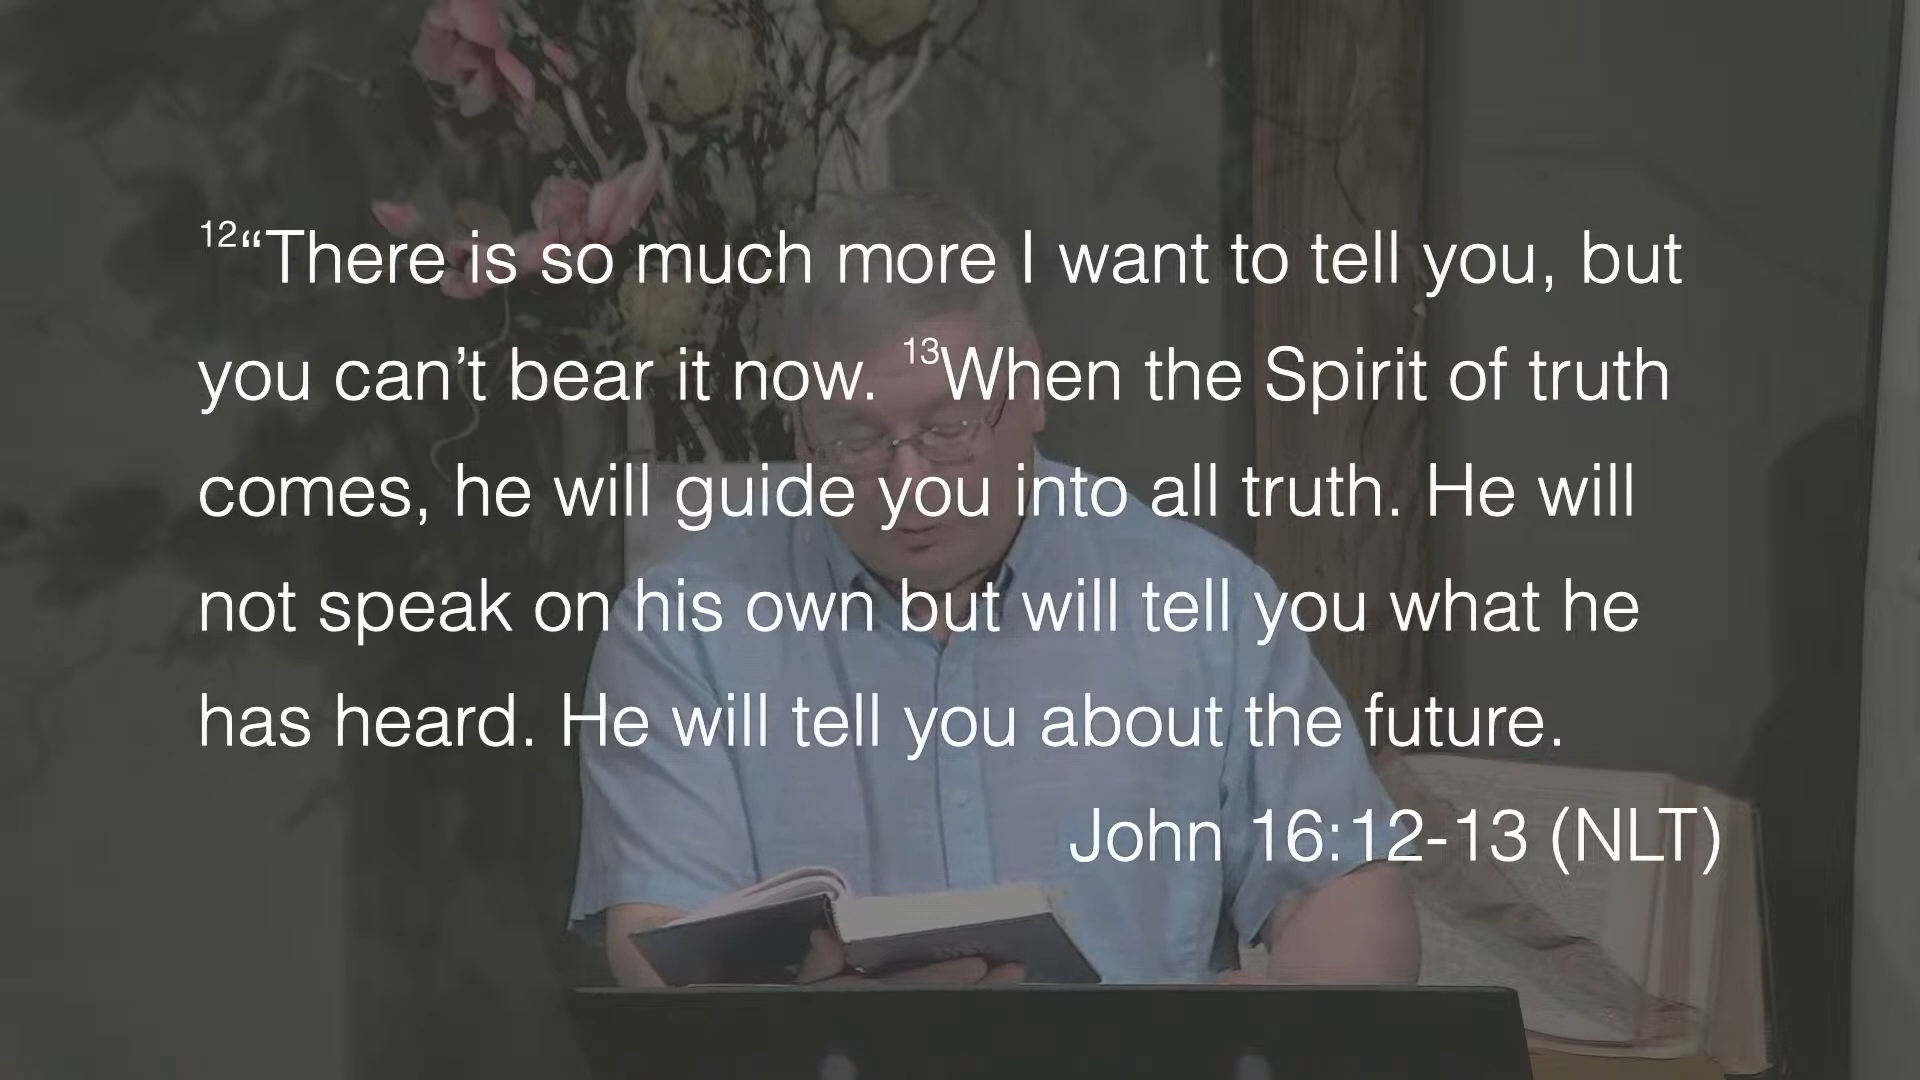 12“There is so much more I want to tell you, but
you can’t bear it now. 13When the Spirit of truth
comes, he will guide you into all truth. He will
not speak on his own but will tell you what he
has heard. He will tell you about the future.
John 16:12-13 (NLT)